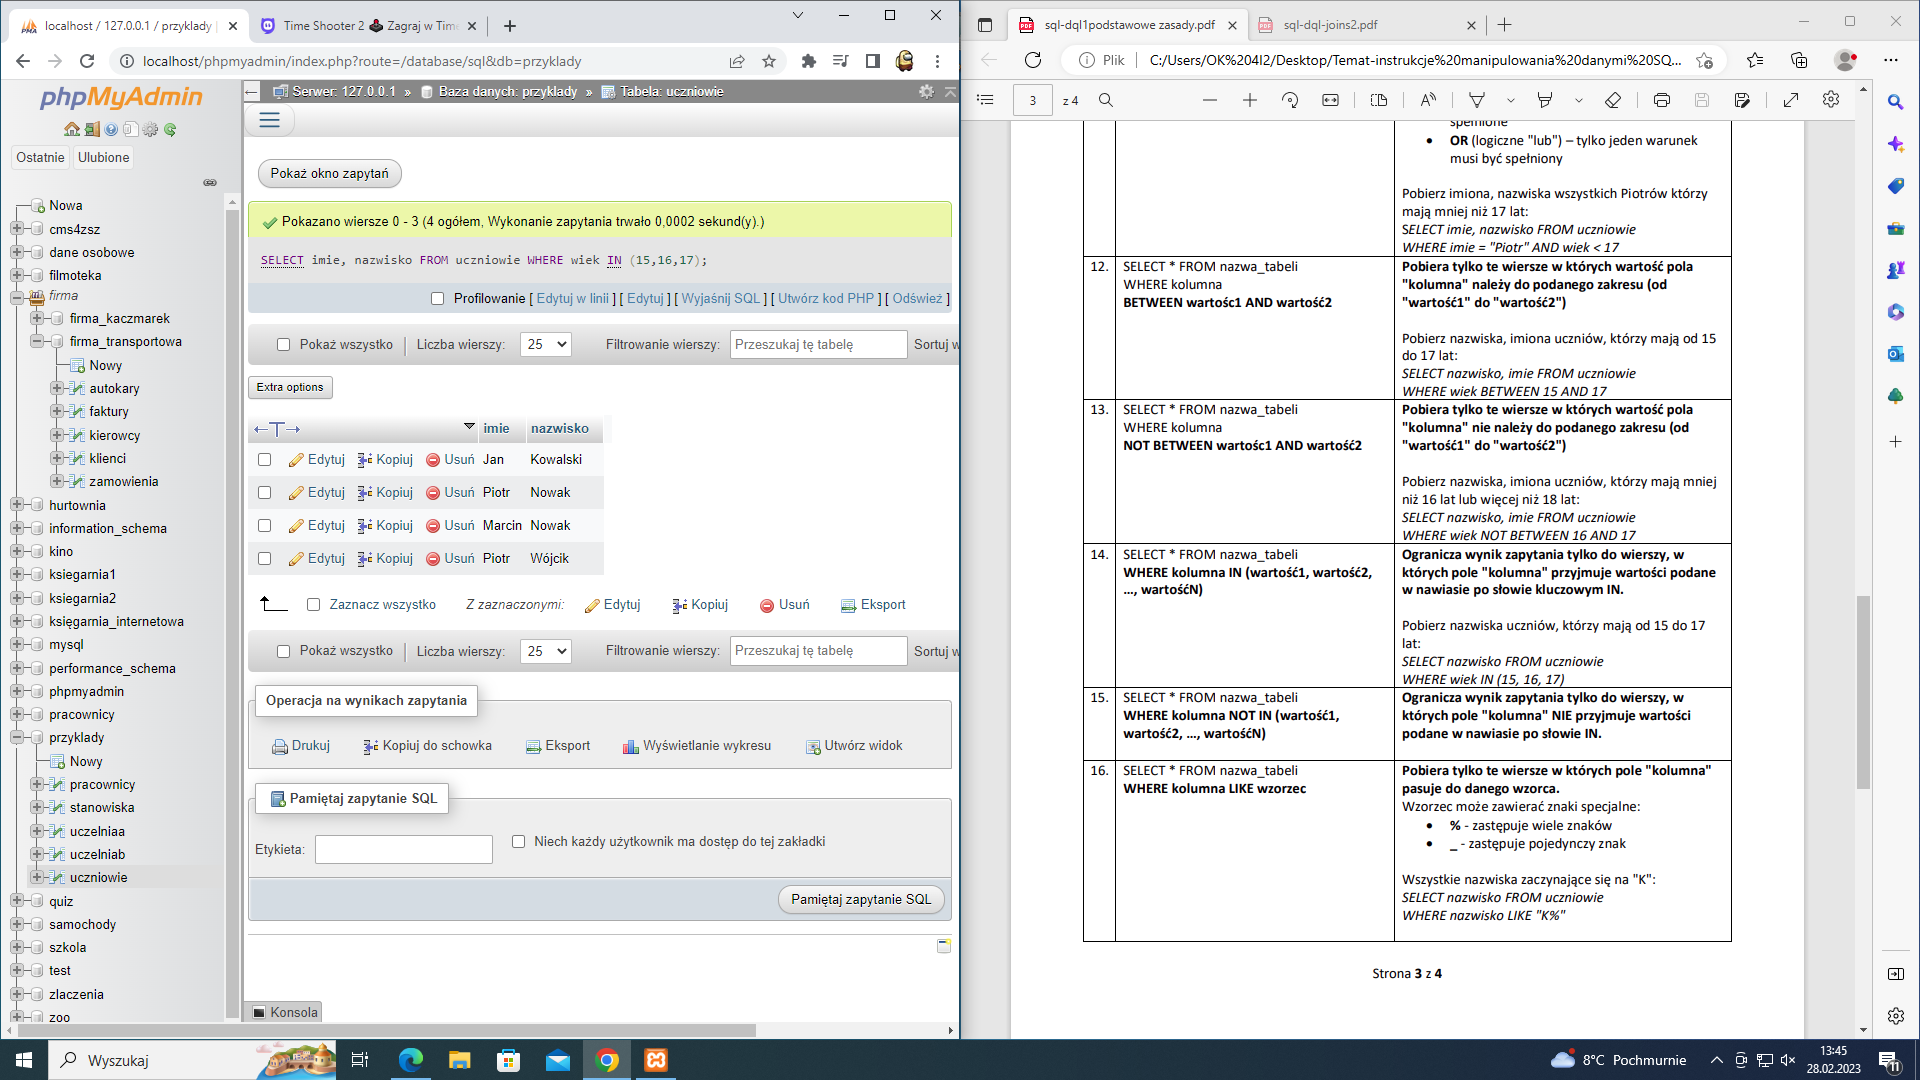 localhost / 127.0.0.1 / przyklady |
Time Shooter 2 🕹 Zagraj w Time
localhost/phpmyadmin/index.php?route=/database/sql&db=przyklady
phpMyAdmin
Ostatnie
Ulubione
Nowa
cms4zsz
dane osobowe
filmoteka
firma
firma_kaczmarek
firma_transportowa
Nowy
autokary
faktury
kierowcy
klienci
zamowienia
hurtownia
information_schema
kino
ksiegarnia1
ksiegarnia2
księgarnia_internetowa
mysql
performance_schema
phpmyadmin
pracownicy
przyklady
Nowy
pracownicy
stanowiska
uczelniaa
uczelniab
uczniowie
quiz
samochody
szkola
test
zlaczenia
zoo
Serwer: 127.0.0.1 » Baza danych: przyklady » Tabela: uczniowie
Pokaż okno zapytań
Pokazano wiersze 0 - 3 (4 ogółem, Wykonanie zapytania trwało 0,0002 sekund(y).)
SELECT imie, nazwisko FROM uczniowie WHERE wiek IN (15,16,17);
Profilowanie [ Edytuj w linii ] [ Edytuj ] [ Wyjaśnij SQL ] [ Utwórz kod PHP ] [ Odśwież ]
Pokaż wszystko | Liczba wierszy: 25 Filtrowanie wierszy: Przeszukaj tę tabelę Sortuj w
Extra options
←T→ imie nazwisko
Edytuj Kopiuj Usuń Jan Kowalski
Edytuj Kopiuj Usuń Piotr Nowak
Edytuj Kopiuj Usuń Marcin Nowak
Edytuj Kopiuj Usuń Piotr Wójcik
Zaznacz wszystko Z zaznaczonymi: Edytuj Kopiuj Usuń Eksport
Pokaż wszystko | Liczba wierszy: 25 Filtrowanie wierszy: Przeszukaj tę tabelę Sortuj w
Operacja na wynikach zapytania
Drukuj Kopiuj do schowka Eksport Wyświetlanie wykresu Utwórz widok
Pamiętaj zapytanie SQL
Etykieta: Niech każdy użytkownik ma dostęp do tej zakładki
Pamiętaj zapytanie SQL
Konsola
sql-dql1podstawowe zasady.pdf
sql-dql-joins2.pdf
Plik
C:/Users/OK%204I2/Desktop/Temat-instrukcje%20manipulowania%20danymi%20SQ...
3 z 4
spełnione
• OR (logiczne "lub") – tylko jeden warunek
musi być spełniony
Pobierz imiona, nazwiska wszystkich Piotrów którzy
mają mniej niż 17 lat:
SELECT imie, nazwisko FROM uczniowie
WHERE imie = "Piotr" AND wiek < 17
12. SELECT * FROM nazwa_tabeli
WHERE kolumna
BETWEEN wartośc1 AND wartość2
Pobiera tylko te wiersze w których wartość pola
"kolumna" należy do podanego zakresu (od
"wartość1" do "wartość2")
Pobierz nazwiska, imiona uczniów, którzy mają od 15
do 17 lat:
SELECT nazwisko, imie FROM uczniowie
WHERE wiek BETWEEN 15 AND 17
13. SELECT * FROM nazwa_tabeli
WHERE kolumna
NOT BETWEEN wartośc1 AND wartość2
Pobiera tylko te wiersze w których wartość pola
"kolumna" nie należy do podanego zakresu (od
"wartość1" do "wartość2")
Pobierz nazwiska, imiona uczniów, którzy mają mniej
niż 16 lat lub więcej niż 18 lat:
SELECT nazwisko, imie FROM uczniowie
WHERE wiek NOT BETWEEN 16 AND 17
14. SELECT * FROM nazwa_tabeli
WHERE kolumna IN (wartość1, wartość2,
…, wartośćN)
Ogranicza wynik zapytania tylko do wierszy, w
których pole "kolumna" przyjmuje wartości podane
w nawiasie po słowie kluczowym IN.
Pobierz nazwiska uczniów, którzy mają od 15 do 17
lat:
SELECT nazwisko FROM uczniowie
WHERE wiek IN (15, 16, 17)
15. SELECT * FROM nazwa_tabeli
WHERE kolumna NOT IN (wartość1,
wartość2, …, wartośćN)
Ogranicza wynik zapytania tylko do wierszy, w
których pole "kolumna" NIE przyjmuje wartości
podane w nawiasie po słowie IN.
16. SELECT * FROM nazwa_tabeli
WHERE kolumna LIKE wzorzec
Pobiera tylko te wiersze w których pole "kolumna"
pasuje do danego wzorca.
Wzorzec może zawierać znaki specjalne:
• % - zastępuje wiele znaków
• _ - zastępuje pojedynczy znak
Wszystkie nazwiska zaczynające się na "K":
SELECT nazwisko FROM uczniowie
WHERE nazwisko LIKE "K%"
Strona 3 z 4
Wyszukaj
8°C Pochmurnie
13:45
28.02.2023
11